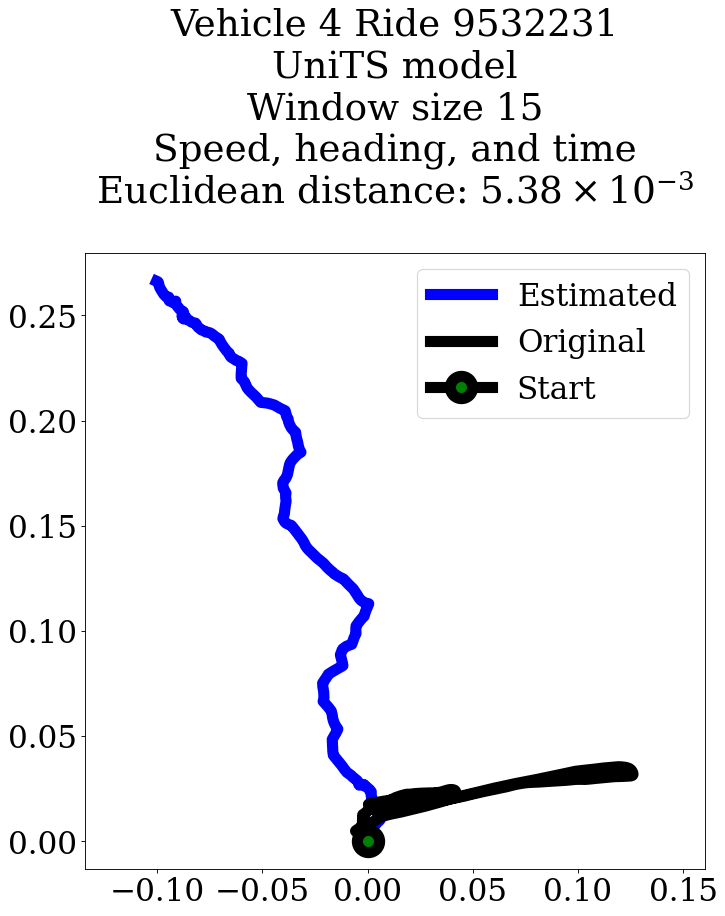 Vehicle 4 Ride 9532231
UniTS model
Window size 15
Speed, heading, and time
Euclidean distance: 5.38 × 10⁻³
Estimated
Original
Start
0.25
0.20
0.15
0.10
0.05
0.00
−0.10 −0.05 0.00 0.05 0.10 0.15